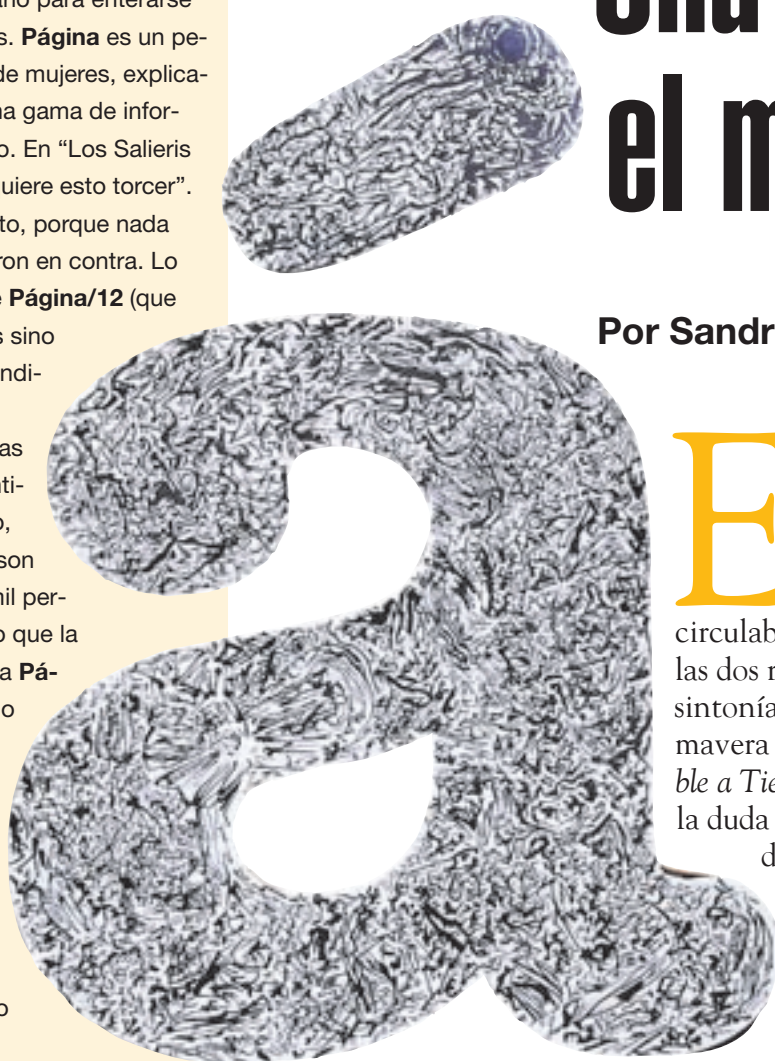 para enterarse
s. Página es un pe-
de mujeres, explica-
na gama de infor-
o. En “Los Salieris
uiere esto torcer”.
to, porque nada
ron en contra. Lo
e Página/12 (que
s sino
ndi-
as
nti-
o,
son
mil per-
o que la
a Pá-
o
o
á
el m
Por Sandr
E
circulab
las dos r
sintonía
mavera
ble a Tie
la duda
d